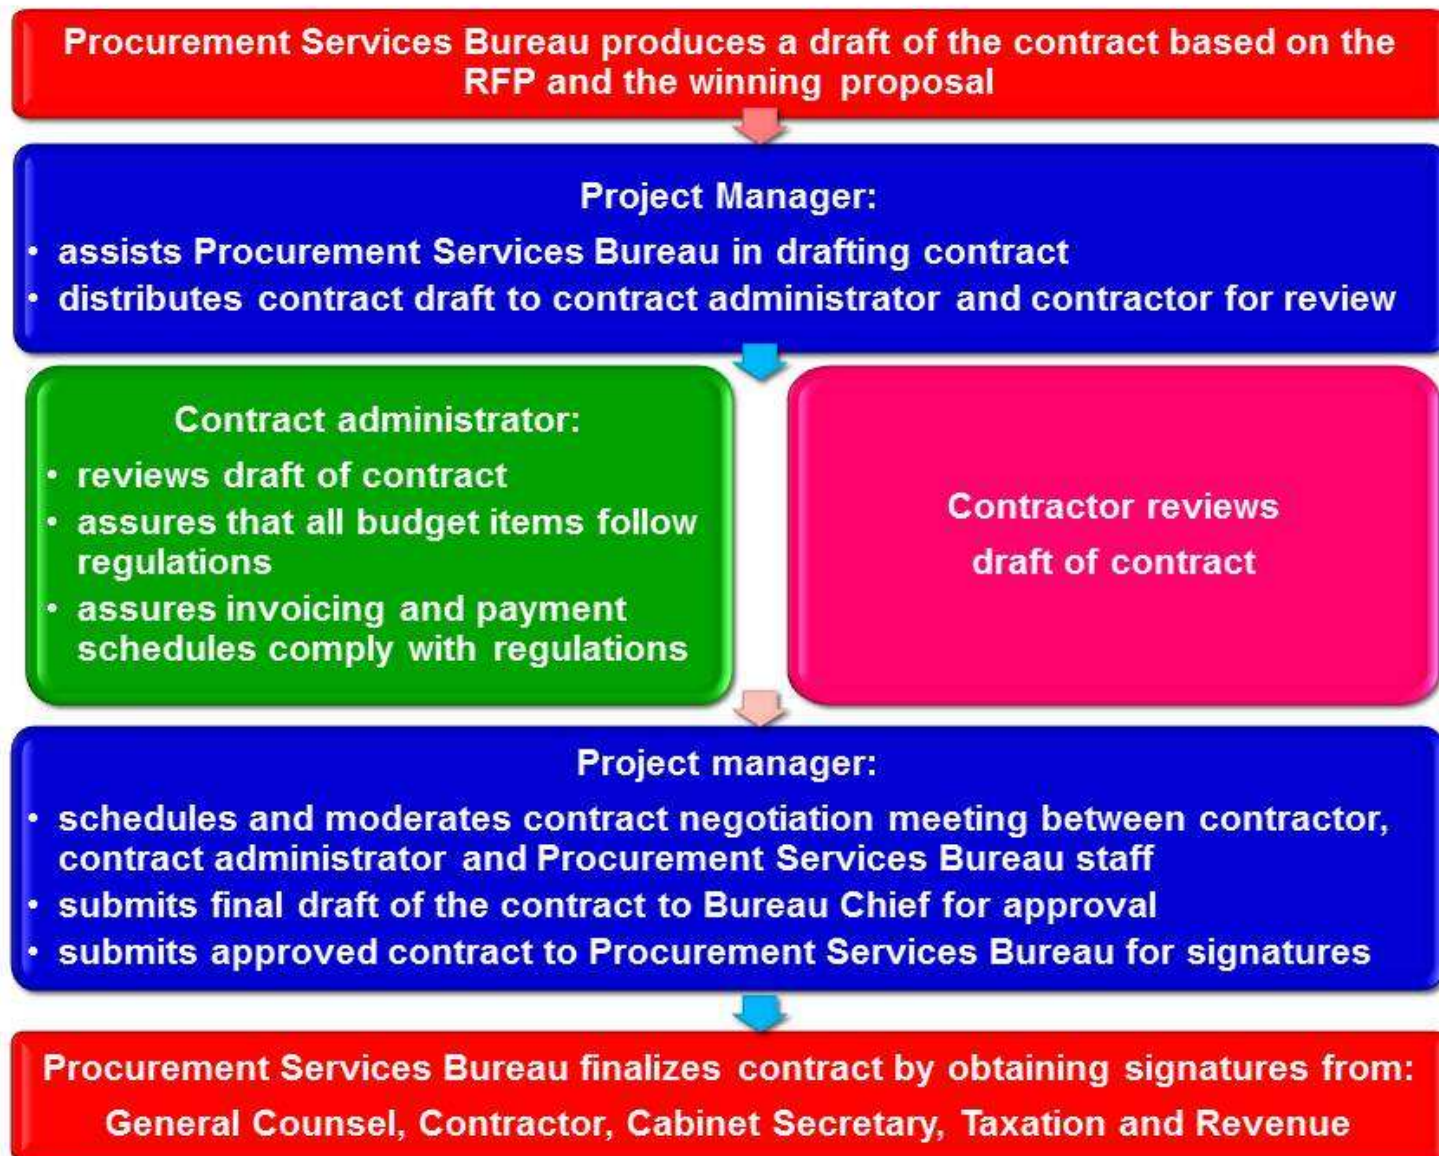 Procurement Services Bureau produces a draft of the contract based on the
RFP and the winning proposal
Project Manager:
• assists Procurement Services Bureau in drafting contract
• distributes contract draft to contract administrator and contractor for review
Contract administrator:
• reviews draft of contract
• assures that all budget items follow
regulations
• assures invoicing and payment
schedules comply with regulations
Contractor reviews
draft of contract
Project manager:
• schedules and moderates contract negotiation meeting between contractor,
contract administrator and Procurement Services Bureau staff
• submits final draft of the contract to Bureau Chief for approval
• submits approved contract to Procurement Services Bureau for signatures
Procurement Services Bureau finalizes contract by obtaining signatures from:
General Counsel, Contractor, Cabinet Secretary, Taxation and Revenue